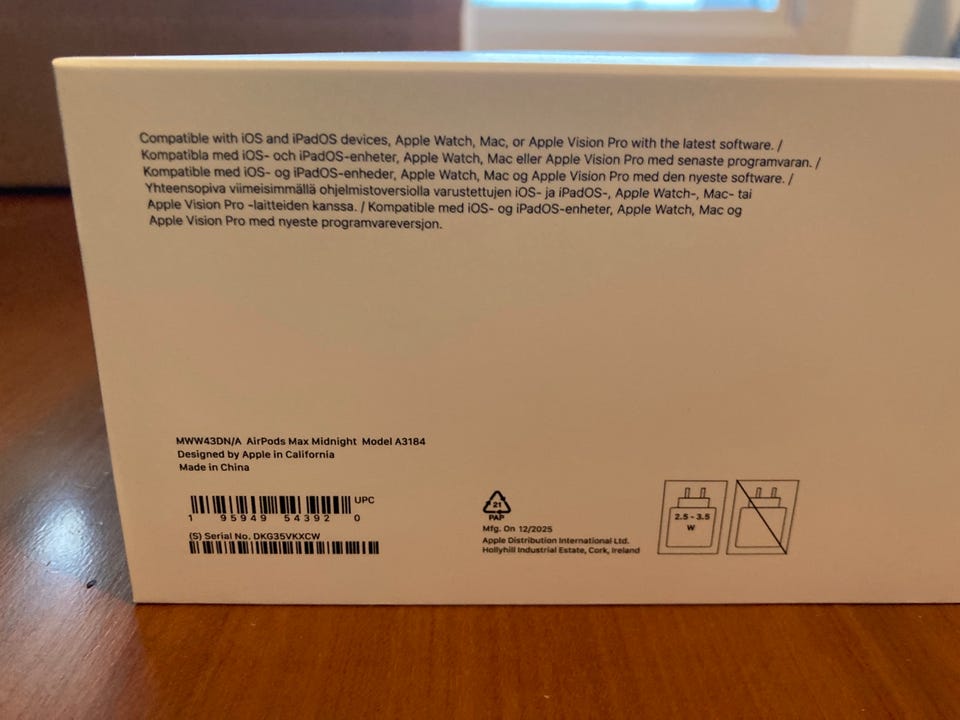 Compatible with iOS and iPadOS devices, Apple Watch, Mac, or Apple Vision Pro with the latest software. /
Kompatibla med iOS- och iPadOS-enheter, Apple Watch, Mac eller Apple Vision Pro med senaste programvaran. /
Kompatible med iOS- og iPadOS-enheder, Apple Watch, Mac og Apple Vision Pro med den nyeste software. /
Yhteensopiva viimeisimmällä ohjelmistoversiolla varustettujen iOS- ja iPadOS-, Apple Watch-, Mac- tai
Apple Vision Pro -laitteiden kanssa. / Kompatible med iOS- og iPadOS-enheter, Apple Watch, Mac og
Apple Vision Pro med nyeste programvareversjon.
MWW43DN/A AirPods Max Midnight Model A3184
Designed by Apple in California
Made in China
UPC
1 95949 54392 0
(S) Serial No. DKG35VKXCW
21
PAP
Mfg. On 12/2025
Apple Distribution International Ltd.
Hollyhill Industrial Estate, Cork, Ireland
2.5 - 3.5
W